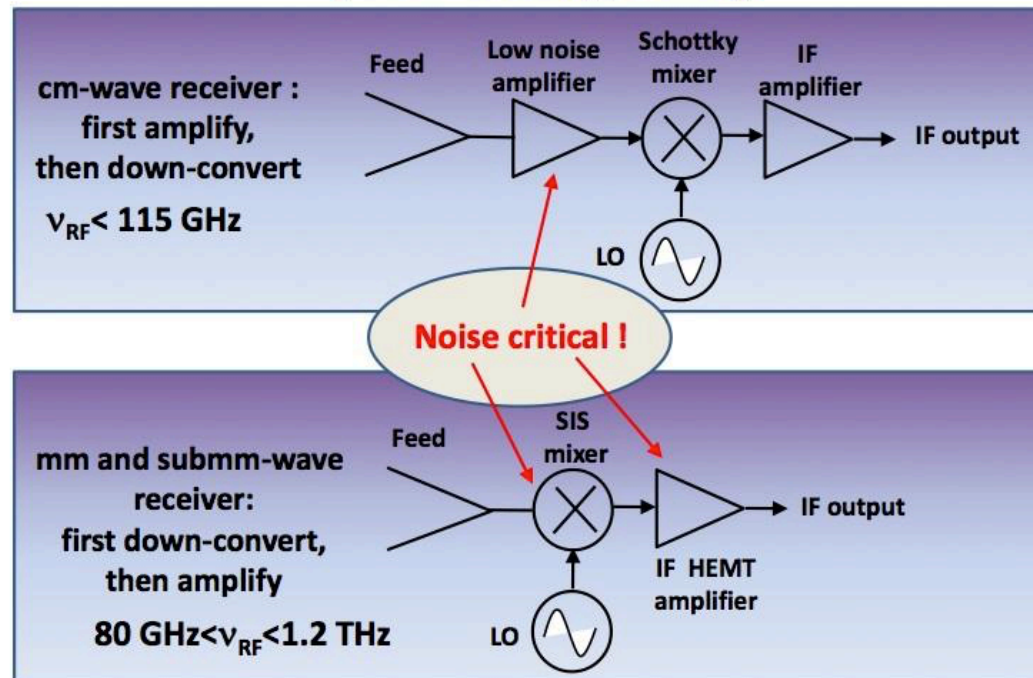 Feed
Low noise
amplifier
Schottky
mixer
IF
amplifier
cm-wave receiver :
first amplify,
then down-convert
IF output
ν_RF< 115 GHz
LO
Noise critical !
Feed
SIS
mixer
mm and submm-wave
receiver:
first down-convert,
then amplify
IF output
IF HEMT
amplifier
80 GHz<ν_RF<1.2 THz
LO